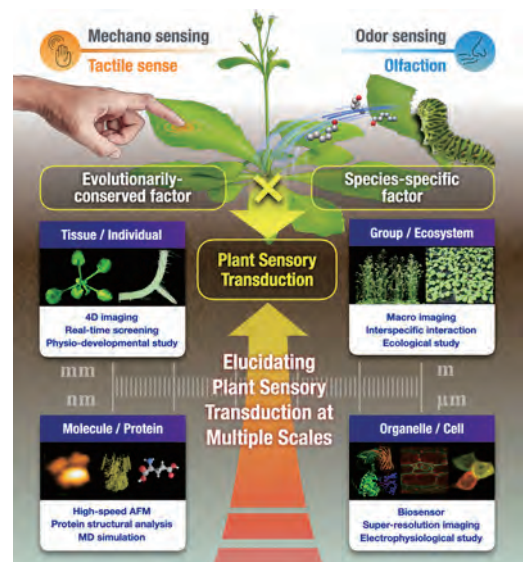 Mechano sensing
Tactile sense
Odor sensing
Olfaction
Evolutionarily-
conserved factor
Species-specific
factor
Plant Sensory
Transduction
Tissue / Individual
4D imaging
Real-time screening
Physio-developmental study
Group / Ecosystem
Macro imaging
Interspecific interaction
Ecological study
mm
nm
m
μm
Elucidating
Plant Sensory
Transduction at
Multiple Scales
Molecule / Protein
High-speed AFM
Protein structural analysis
MD simulation
Organelle / Cell
Biosensor
Super-resolution imaging
Electrophysiological study